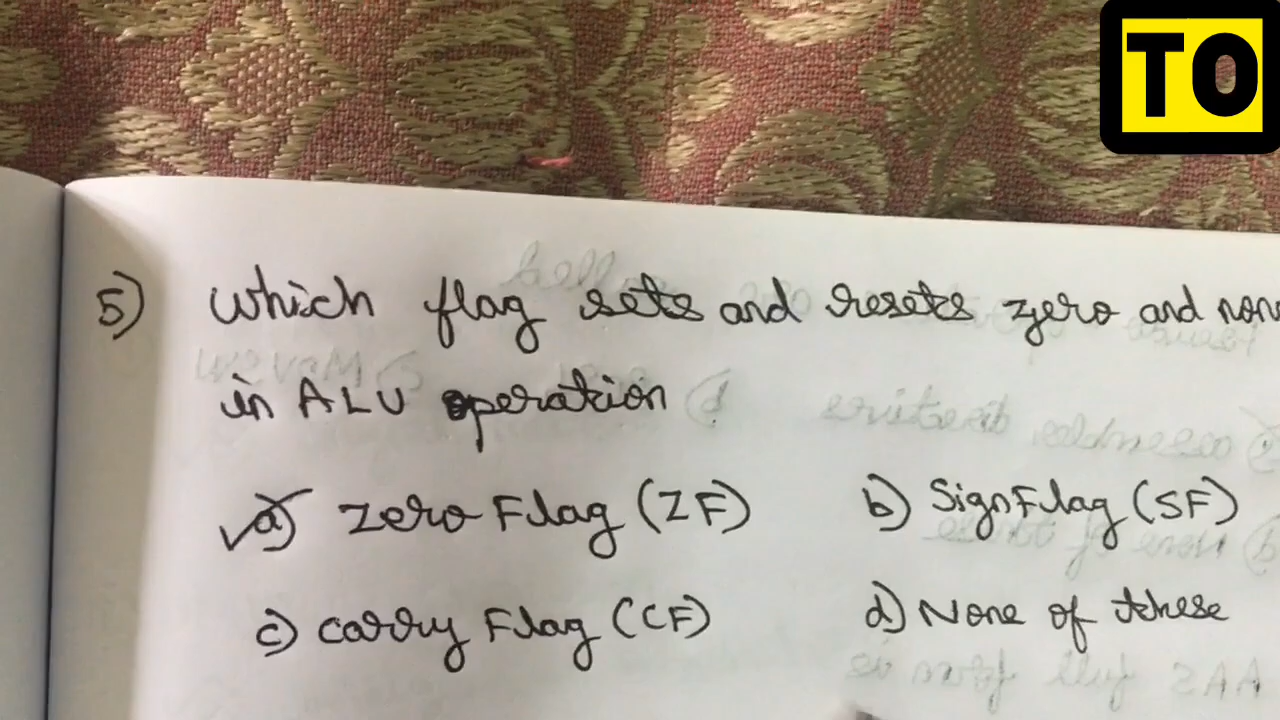 TO
5) Which flag sets and resets zero and non
in ALU operation
a) Zero Flag (ZF) b) Sign Flag (SF)
c) Carry Flag (CF) d) None of these